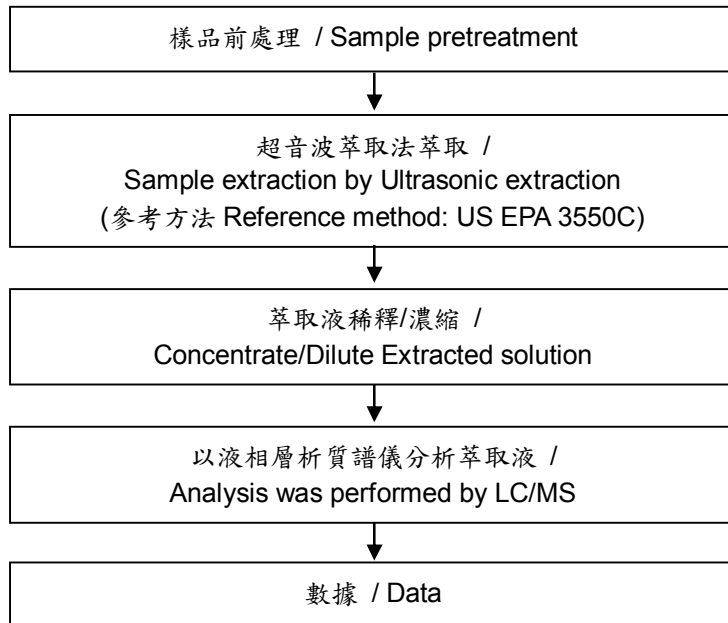 樣品前處理 / Sample pretreatment
超音波萃取法萃取 /
Sample extraction by Ultrasonic extraction
(參考方法 Reference method: US EPA 3550C)
萃取液稀釋/濃縮 /
Concentrate/Dilute Extracted solution
以液相層析質譜儀分析萃取液 /
Analysis was performed by LC/MS
數據 / Data